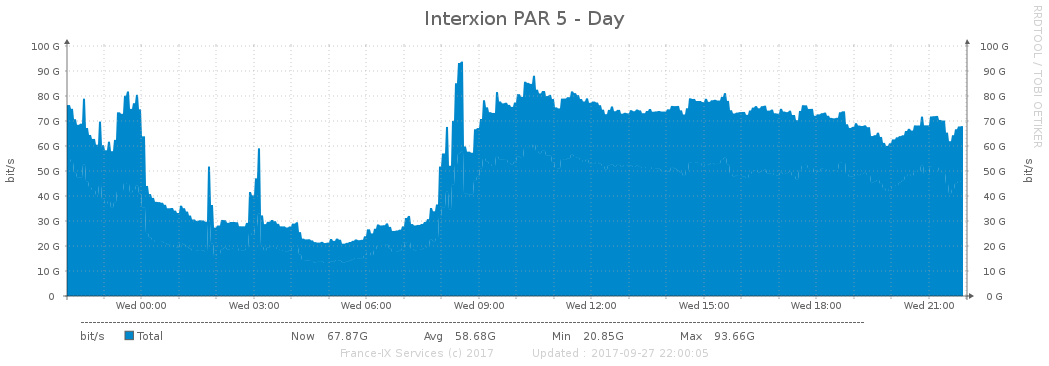 Interxion PAR 5 - Day
RRDTOOL / TOBI OETIKER
bit/s
100 G
90 G
80 G
70 G
60 G
50 G
40 G
30 G
20 G
10 G
0
100 G
90 G
80 G
70 G
60 G
50 G
40 G
30 G
20 G
10 G
0 G
bit/s
Wed 00:00 Wed 03:00 Wed 06:00 Wed 09:00 Wed 12:00 Wed 15:00 Wed 18:00 Wed 21:00
bit/s Total Now 67.87G Avg 58.68G Min 20.85G Max 93.66G
France-IX Services (c) 2017 Updated : 2017-09-27 22:00:05